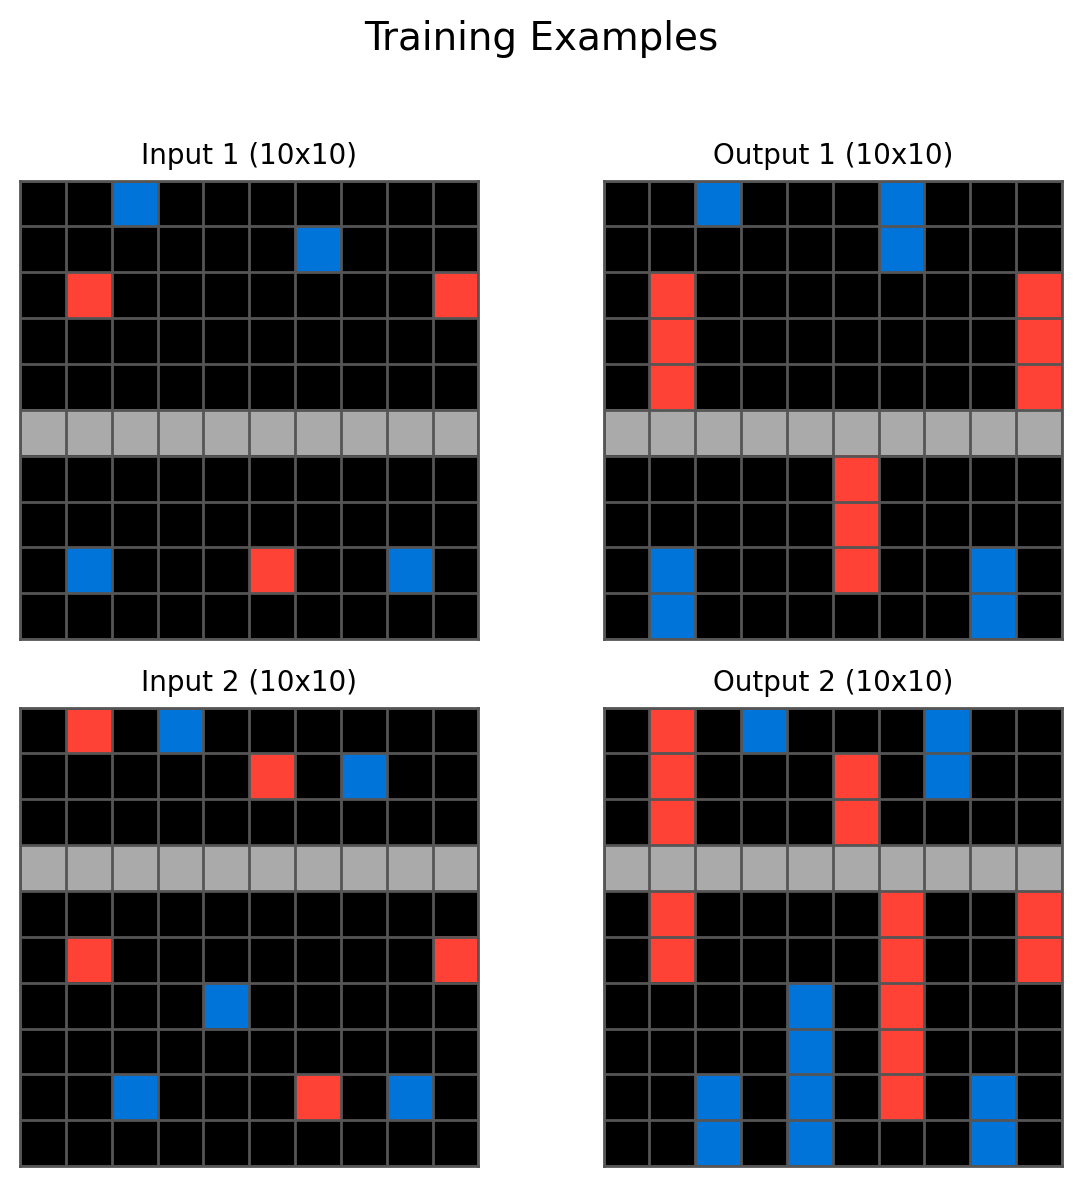 Training Examples
Input 1 (10x10)
Output 1 (10x10)
Input 2 (10x10)
Output 2 (10x10)